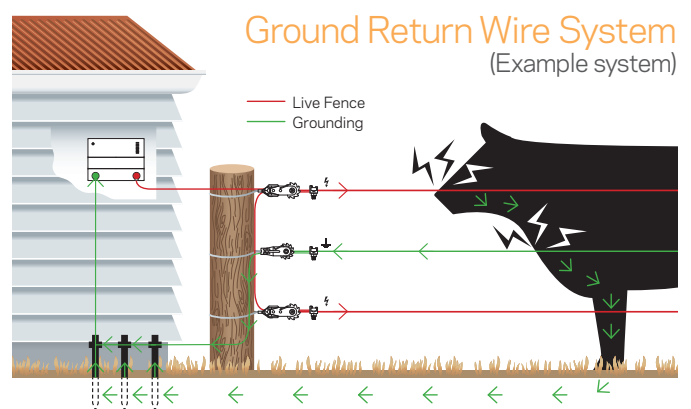 Ground Return Wire System
(Example system)
Live Fence
Grounding